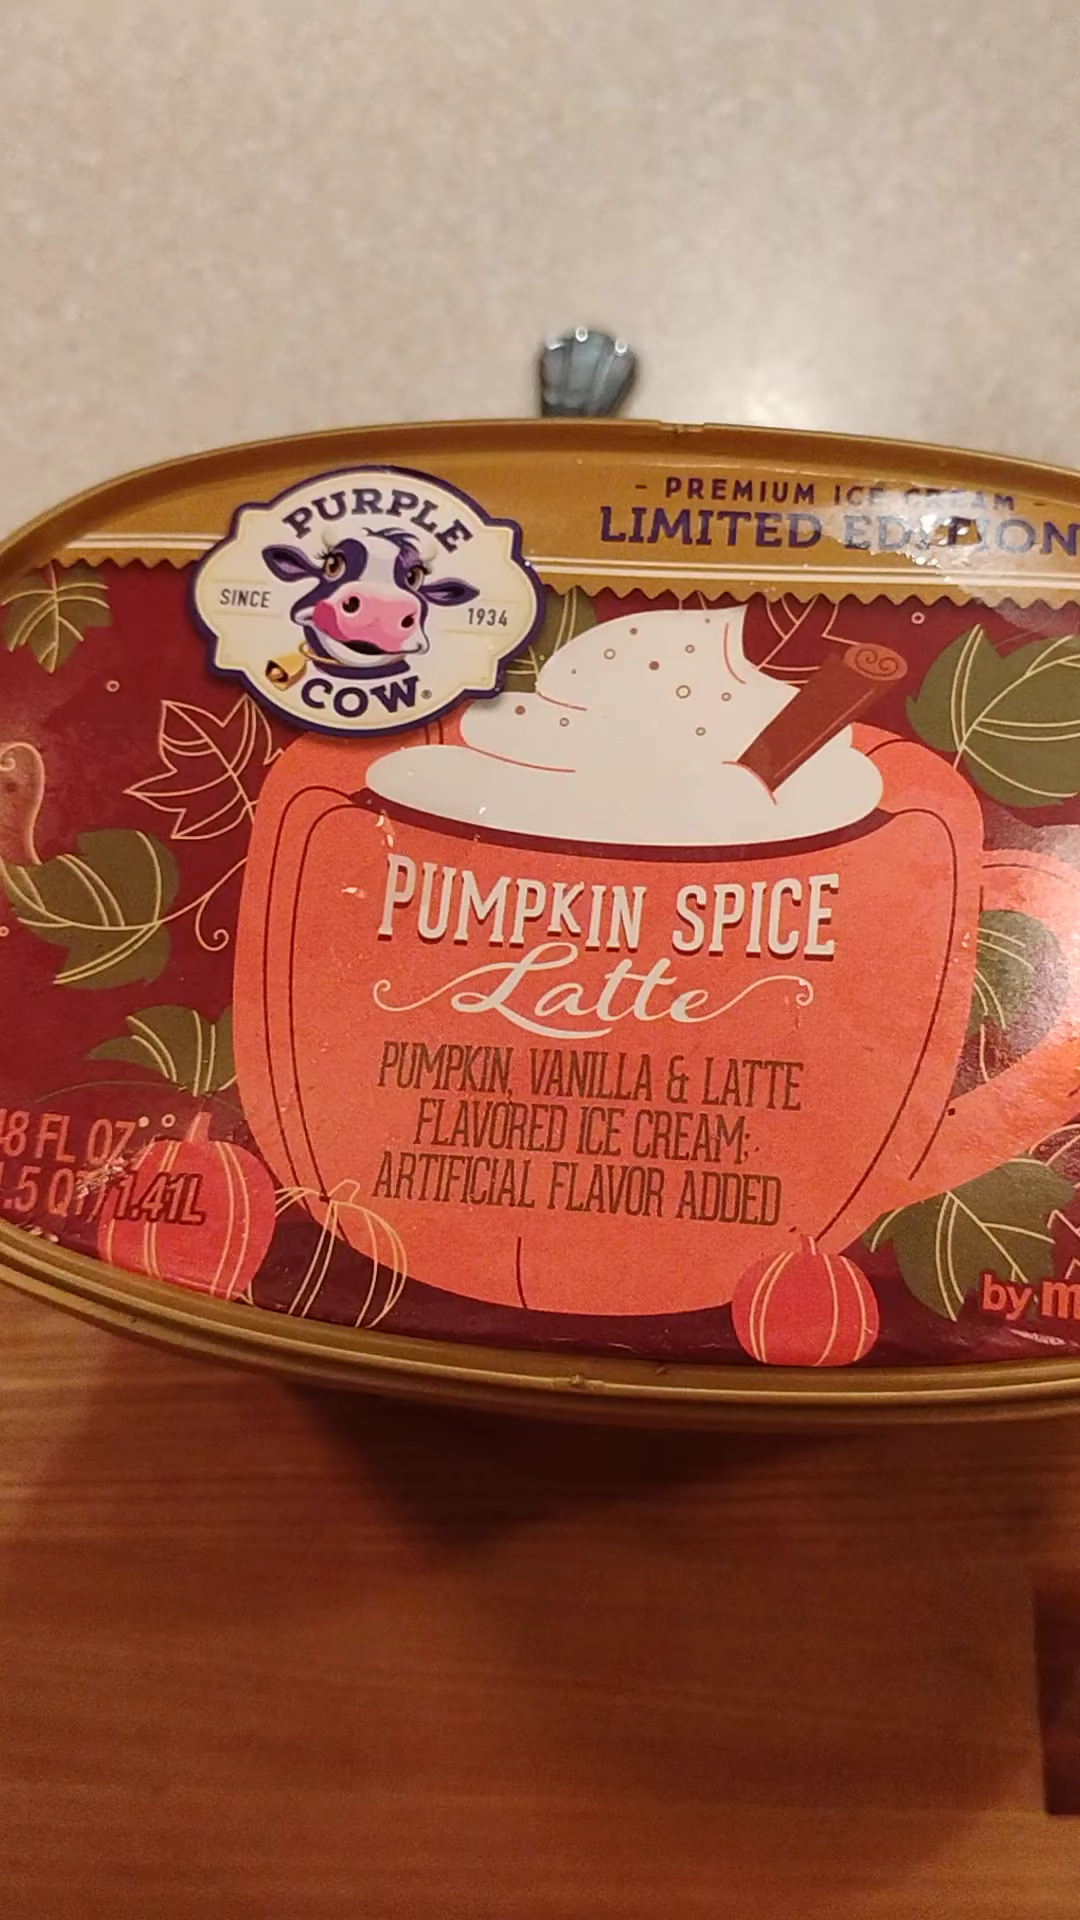 PURPLE
SINCE 1934
COW®
- PREMIUM ICE CREAM -
LIMITED EDITION
PUMPKIN SPICE
Latte
PUMPKIN, VANILLA & LATTE
FLAVORED ICE CREAM;
ARTIFICIAL FLAVOR ADDED
48 FL OZ
1.5 QT/1.41L
by m